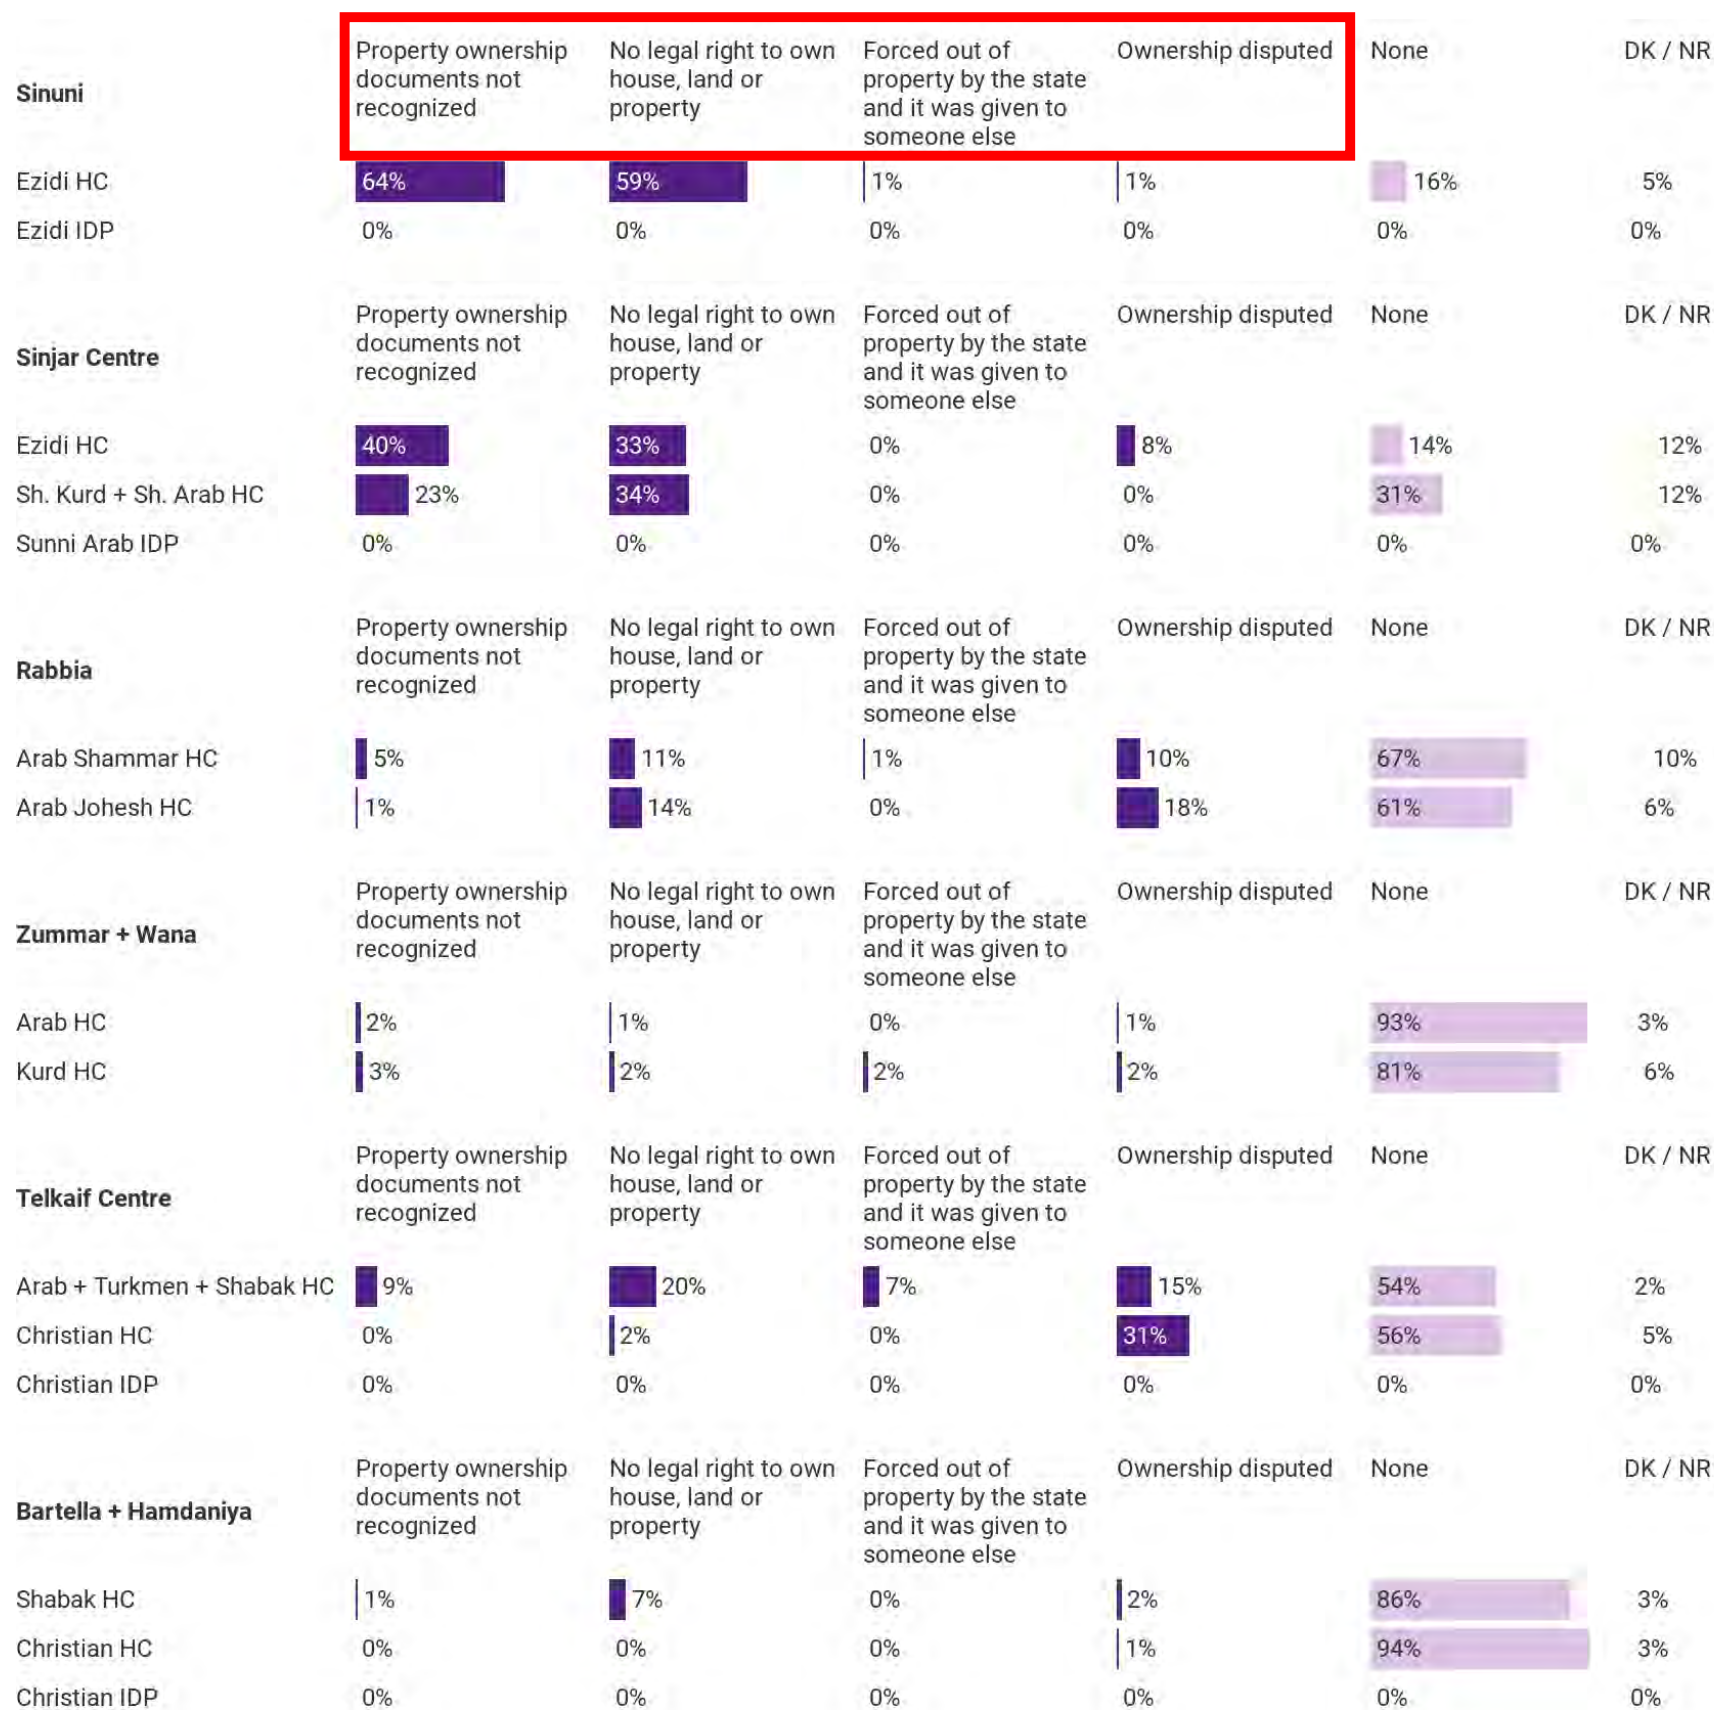 Sinuni
Property ownership documents not recognized
No legal right to own house, land or property
Forced out of property by the state and it was given to someone else
Ownership disputed
None
DK / NR
Ezidi HC 64% 59% 1% 1% 16% 5%
Ezidi IDP 0% 0% 0% 0% 0% 0%
Sinjar Centre
Property ownership documents not recognized
No legal right to own house, land or property
Forced out of property by the state and it was given to someone else
Ownership disputed
None
DK / NR
Ezidi HC 40% 33% 0% 8% 14% 12%
Sh. Kurd + Sh. Arab HC 23% 34% 0% 0% 31% 12%
Sunni Arab IDP 0% 0% 0% 0% 0% 0%
Rabbia
Property ownership documents not recognized
No legal right to own house, land or property
Forced out of property by the state and it was given to someone else
Ownership disputed
None
DK / NR
Arab Shammar HC 5% 11% 1% 10% 67% 10%
Arab Johesh HC 1% 14% 0% 18% 61% 6%
Zummar + Wana
Property ownership documents not recognized
No legal right to own house, land or property
Forced out of property by the state and it was given to someone else
Ownership disputed
None
DK / NR
Arab HC 2% 1% 0% 1% 93% 3%
Kurd HC 3% 2% 2% 2% 81% 6%
Telkaif Centre
Property ownership documents not recognized
No legal right to own house, land or property
Forced out of property by the state and it was given to someone else
Ownership disputed
None
DK / NR
Arab + Turkmen + Shabak HC 9% 20% 7% 15% 54% 2%
Christian HC 0% 2% 0% 31% 56% 5%
Christian IDP 0% 0% 0% 0% 0% 0%
Bartella + Hamdaniya
Property ownership documents not recognized
No legal right to own house, land or property
Forced out of property by the state and it was given to someone else
Ownership disputed
None
DK / NR
Shabak HC 1% 7% 0% 2% 86% 3%
Christian HC 0% 0% 0% 1% 94% 3%
Christian IDP 0% 0% 0% 0% 0% 0%